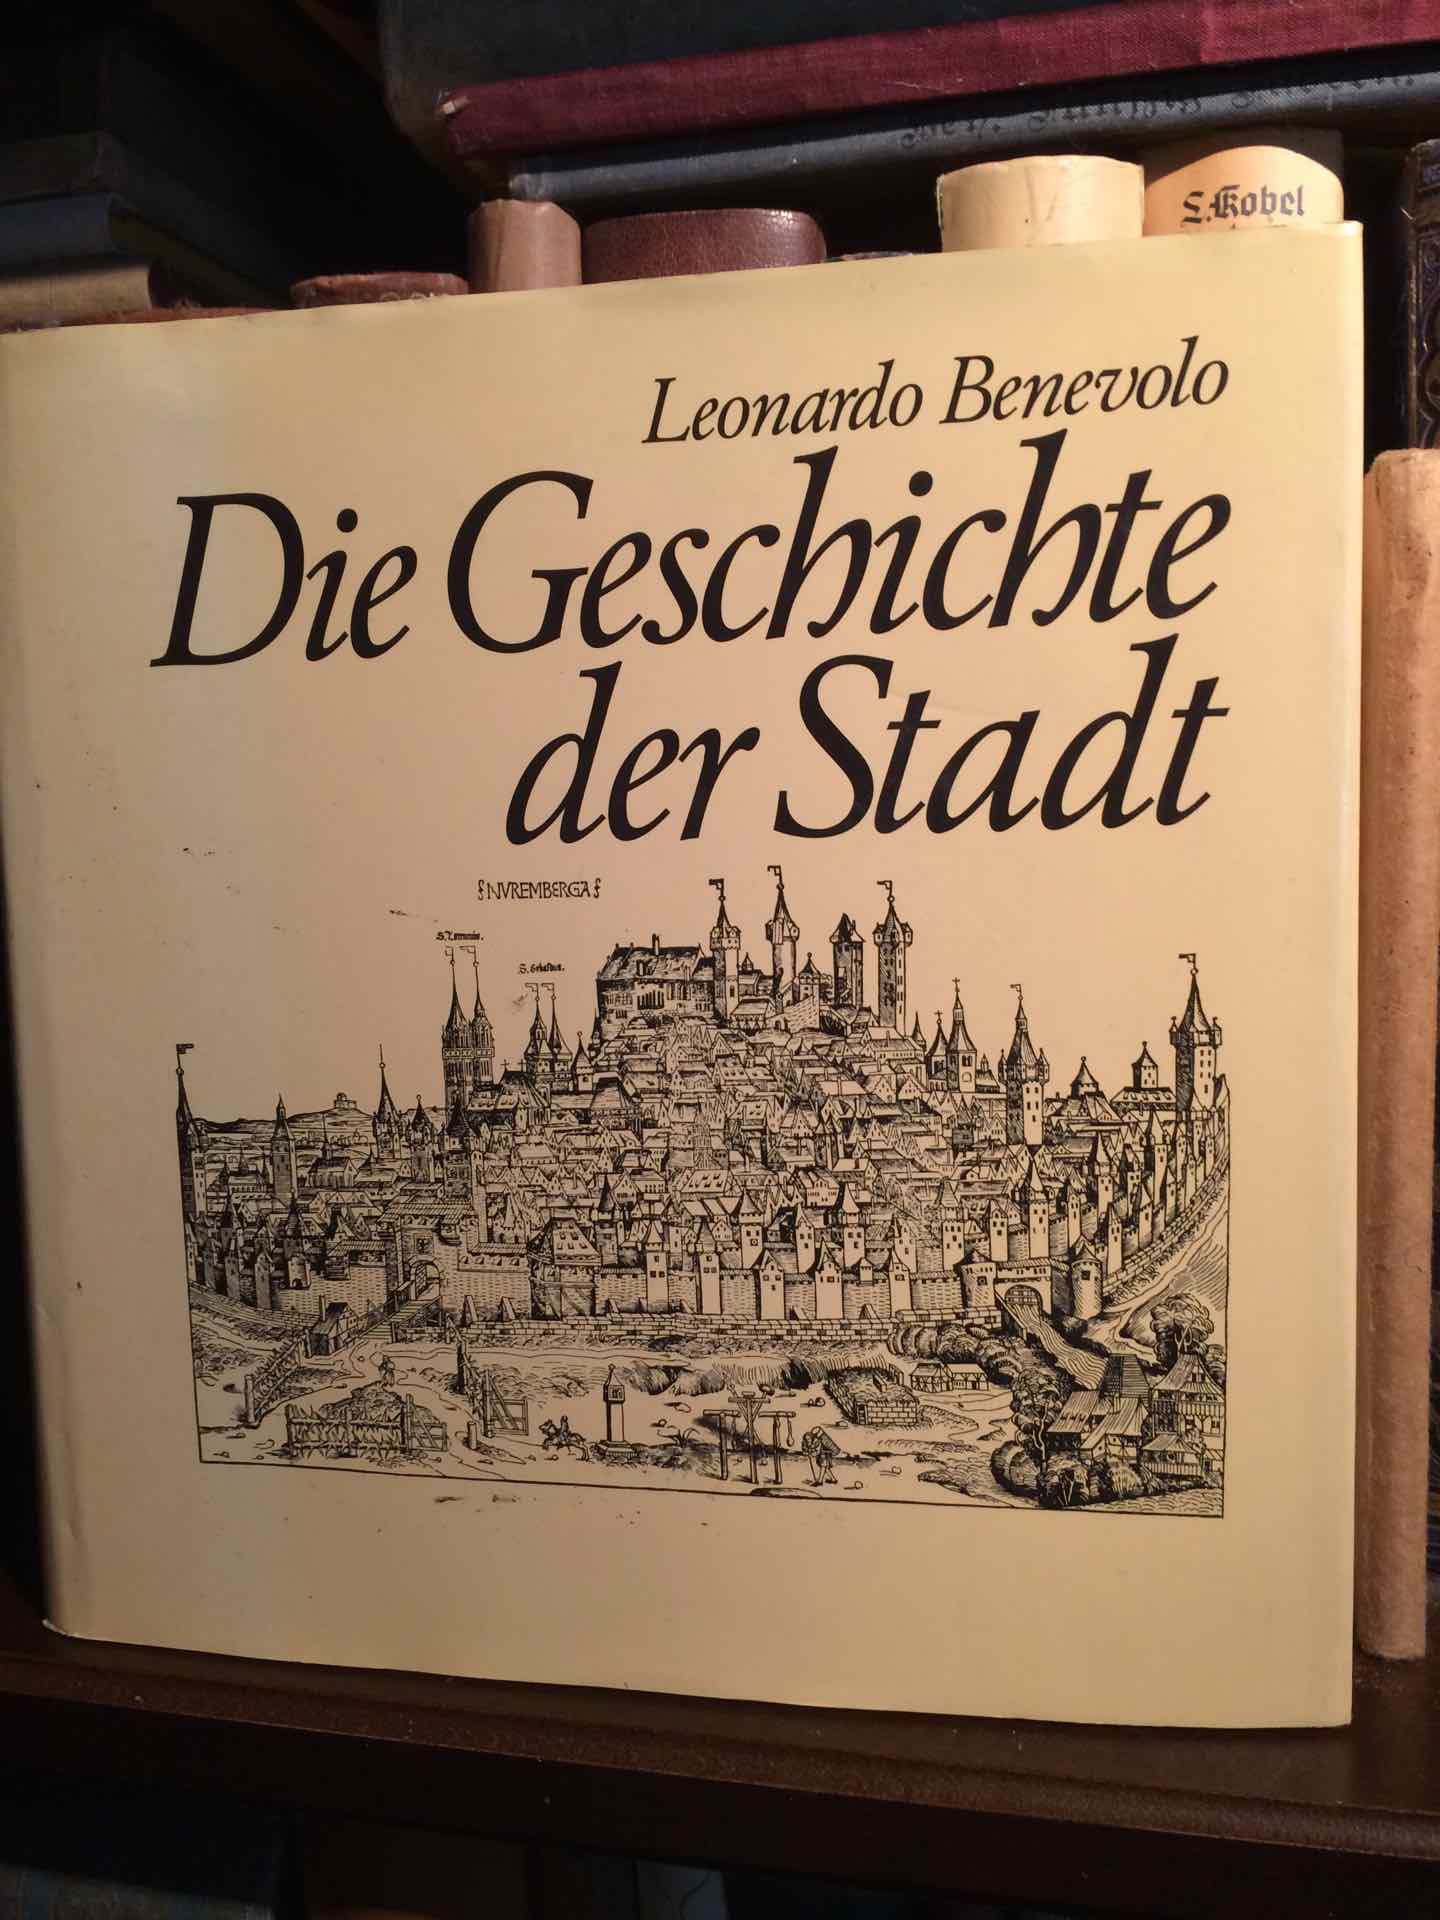 L. Kobel
Leonardo Benevolo
Die Geschichte
der Stadt
NVREMBERGA